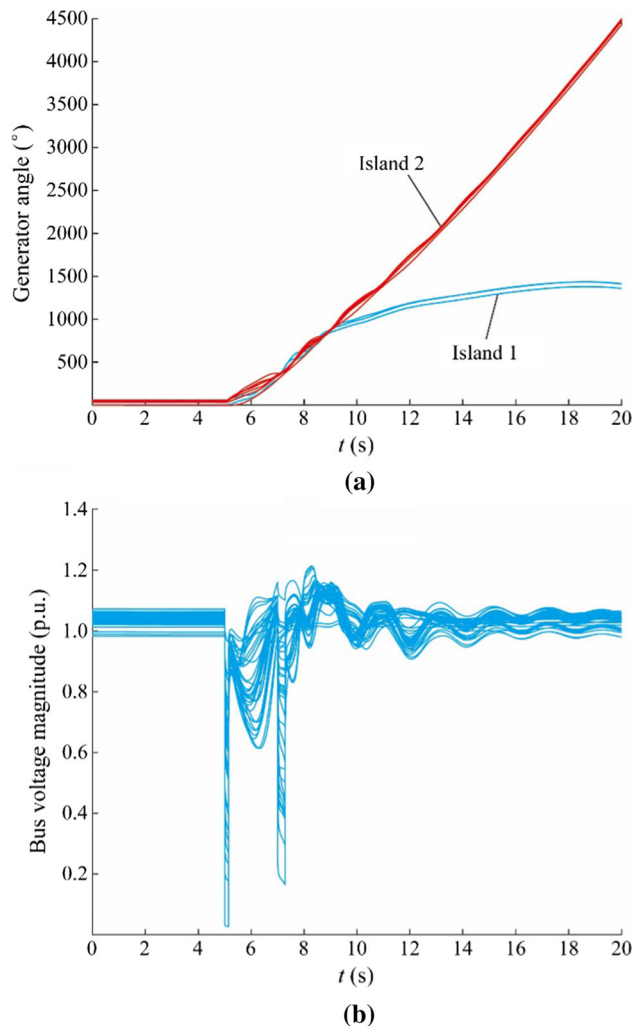 4500
4000
3500
3000
2500
2000
1500
1000
500
Generator angle (°)
Island 2
Island 1
0 2 4 6 8 10 12 14 16 18 20
t (s)
(a)
1.4
1.2
1.0
0.8
0.6
0.4
0.2
Bus voltage magnitude (p.u.)
0 2 4 6 8 10 12 14 16 18 20
t (s)
(b)